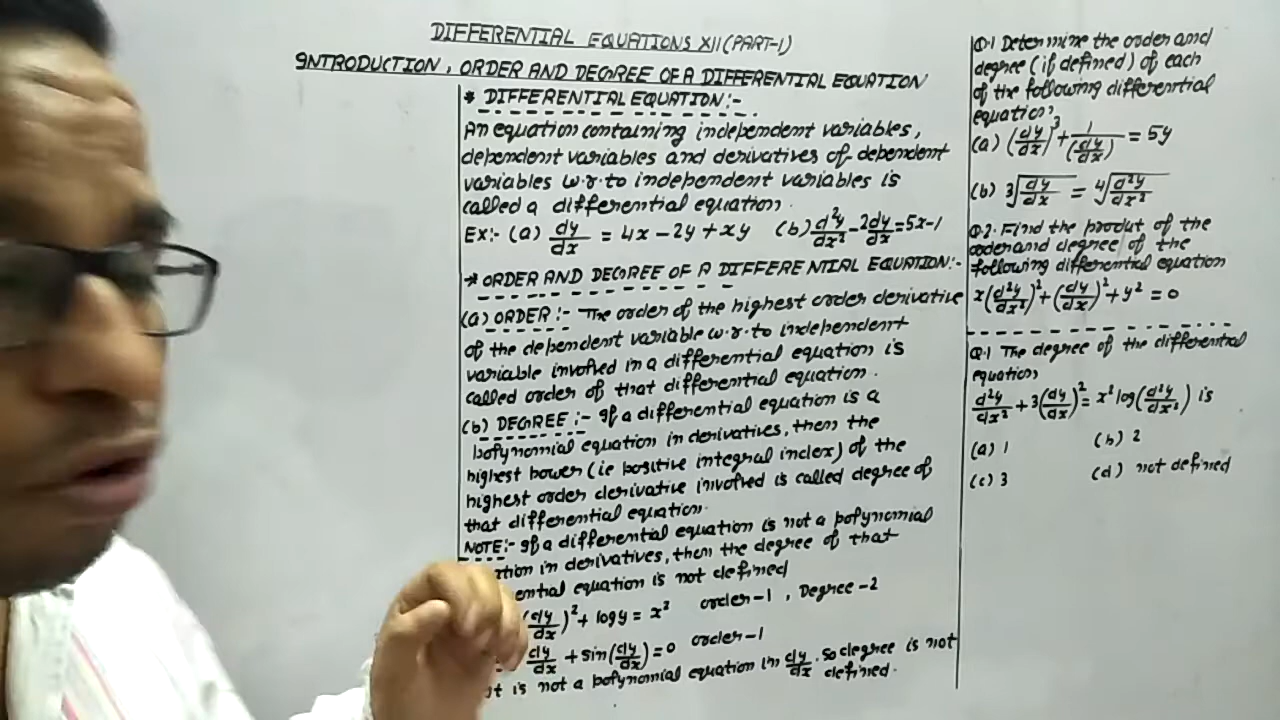 DIFFERENTIAL EQUATIONS XII (PART-1)
INTRODUCTION, ORDER AND DEGREE OF A DIFFERENTIAL EQUATION
* DIFFERENTIAL EQUATION:-
An equation containing independent variables,
dependent variables and derivatives of dependent
variables w.r.to independent variables is
called a differential equation.
Ex:- (a) dy/dx = 4x - 2y + xy (b) d²y/dx² - 2dy/dx = 5x-1
* ORDER AND DEGREE OF A DIFFERENTIAL EQUATION:-
(a) ORDER:- The order of the highest order derivative
of the dependent variable w.r.to independent
variable involved in a differential equation is
called order of that differential equation.
(b) DEGREE:- If a differential equation is a
polynomial equation in derivatives, then the
highest power (ie positive integral index) of the
highest order derivative involved is called degree of
that differential equation.
NOTE:- If a differential equation is not a polynomial
ation in derivatives, then the degree of that
ential equation is not defined
(dy/dx)² + logy = x² order-1, Degree-2
dy/dx + sin(dy/dx) = 0 order-1
it is not a polynomial equation in dy/dx. So degree is not
defined.
Q.1 Determine the order and
degree (if defined) of each
of the following differential
equation;
(a) (dy/dx)³ + 1/(dy/dx) = 5y
(b) ³√(dy/dx) = ⁴√(d²y/dx²)
Q.2. Find the produt of the
order and degree of the
following differential equation
x(d²y/dx²)² + (dy/dx)² + y² = 0
Q.1 The degree of the differential
equation
d²y/dx² + 3(dy/dx)² = x² log(d²y/dx²) is
(a) 1 (b) 2
(c) 3 (d) not defined